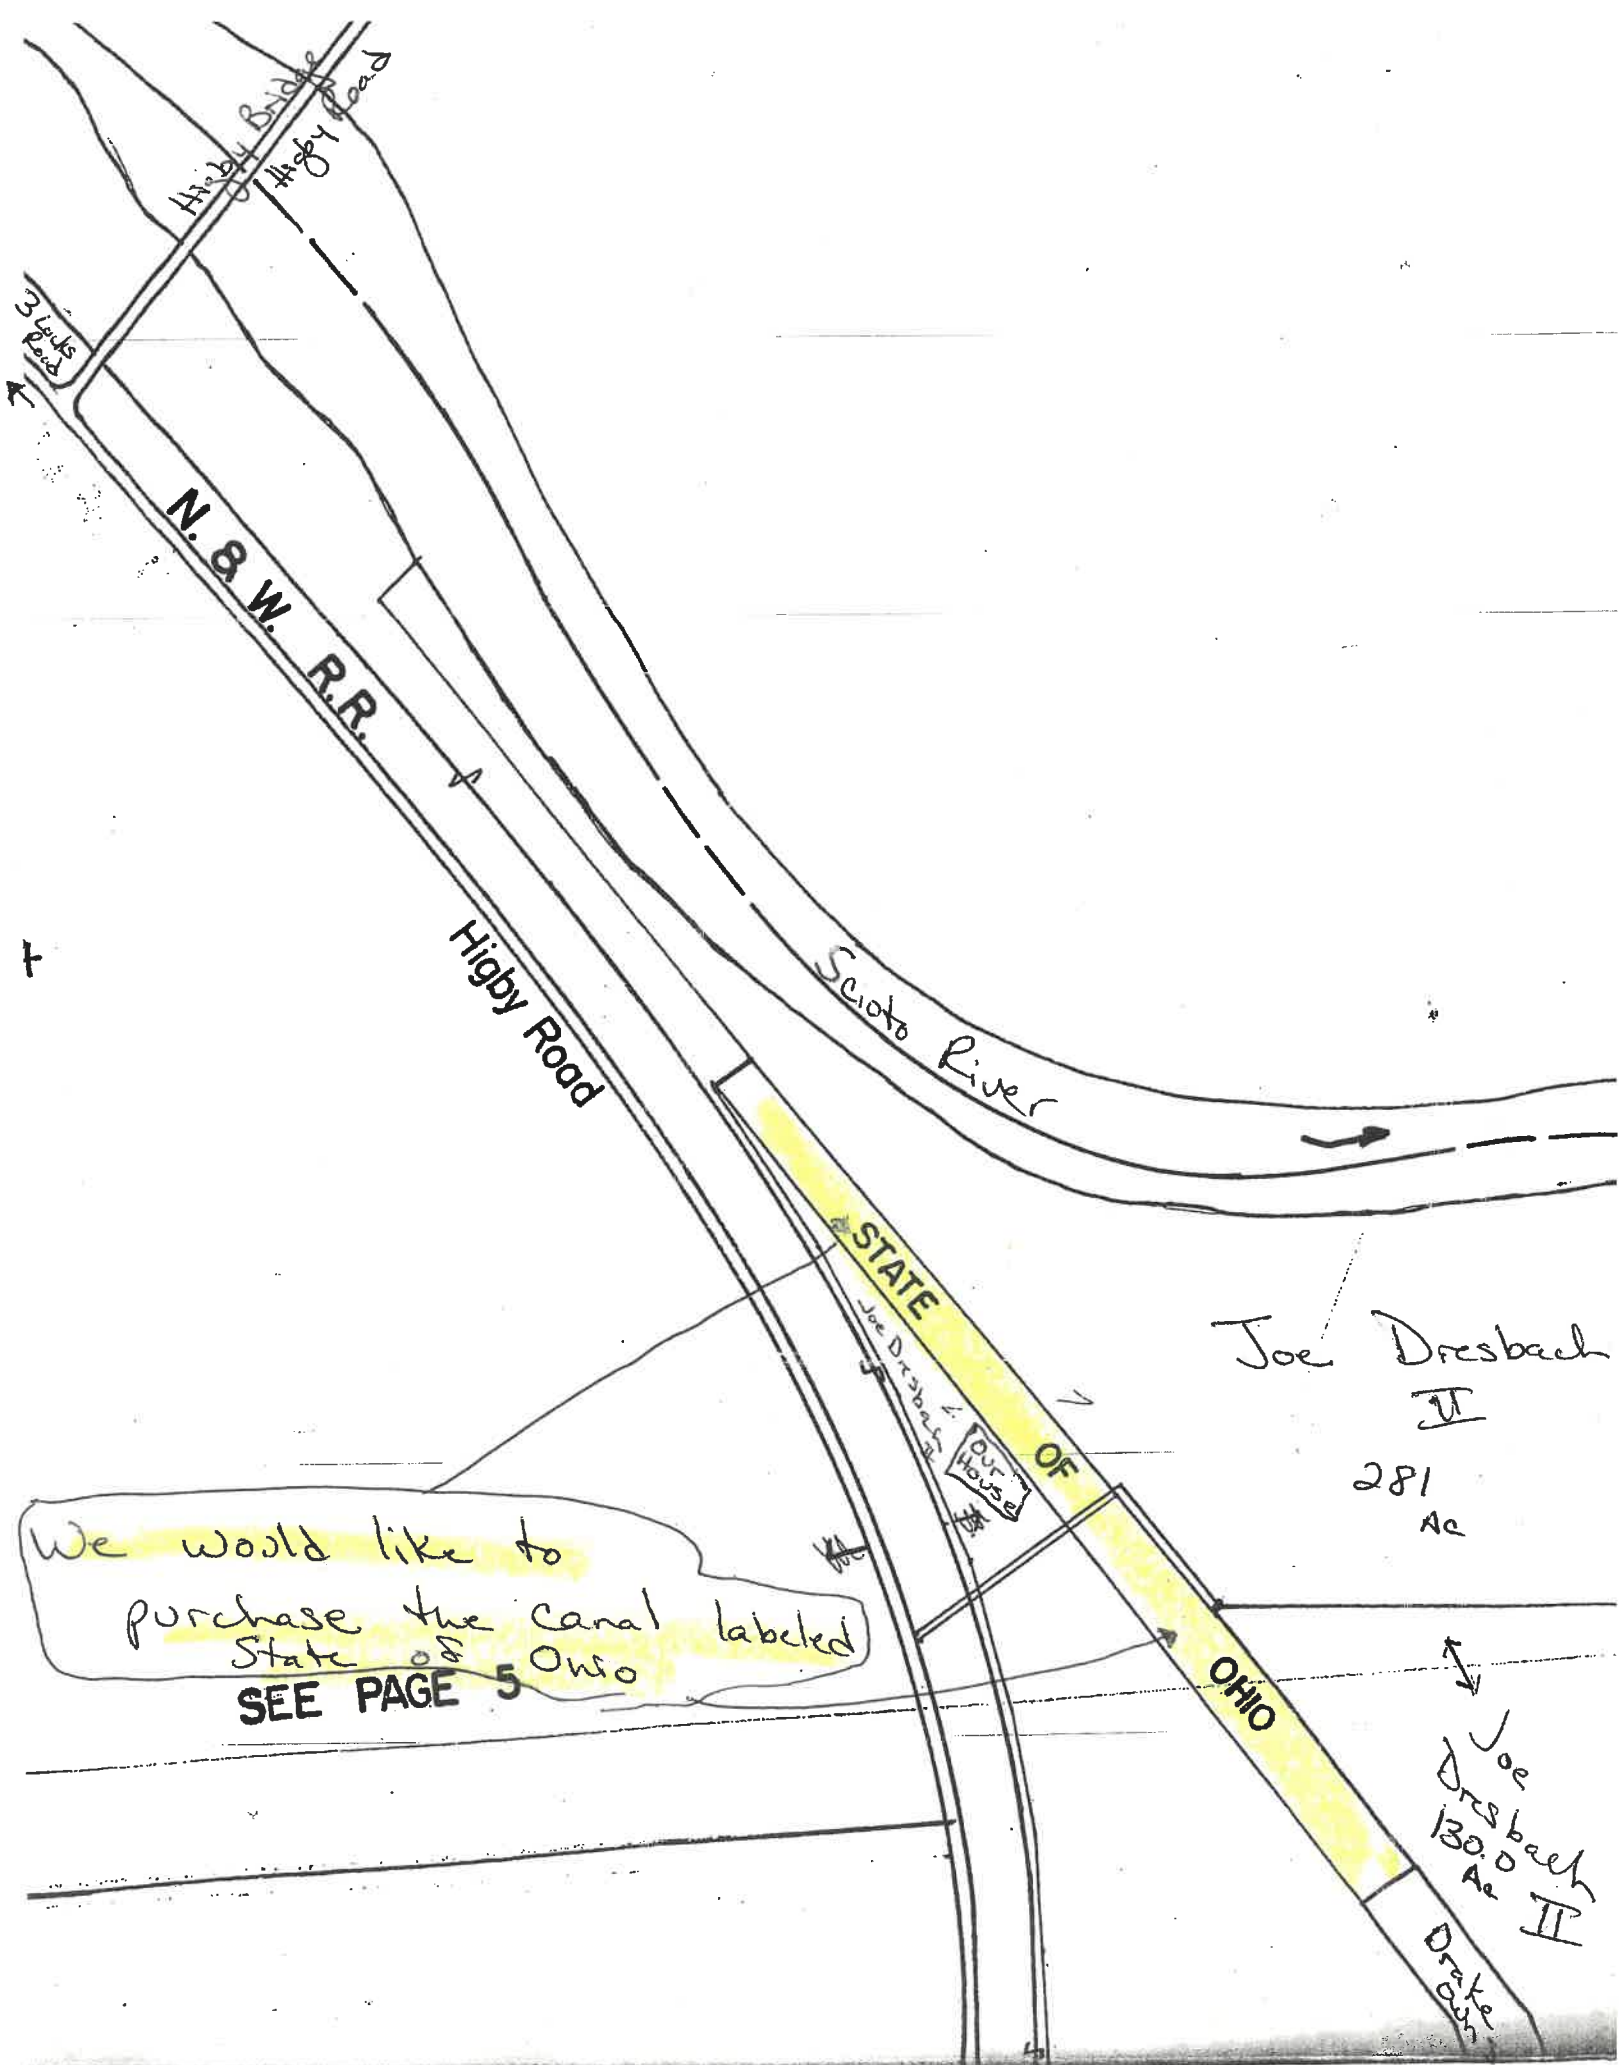 Higby Bridge
Higby Road
3 Locks
Road
N. & W. R.R.
Higby Road
Scioto River
STATE OF OHIO
Joe Dresbach II
Our
House
Joe Dresbach
II
281
Ac
We would like to
purchase the canal labeled
State of Ohio
SEE PAGE 5
Joe
Dresbach
130.0
Ac
II
Drake